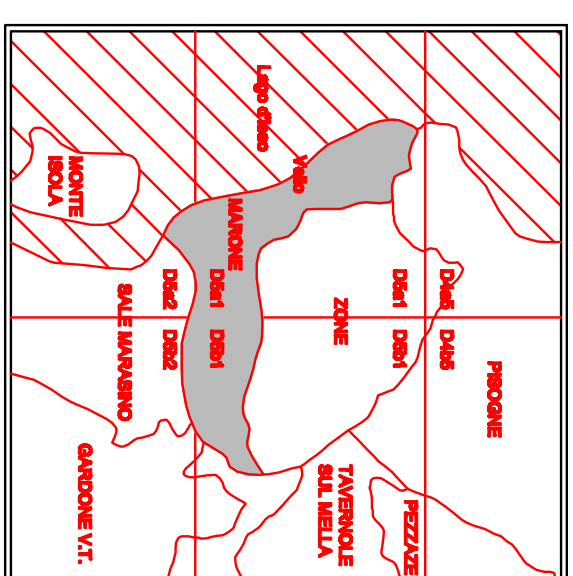 PISOGNE
D4a5 D4b5
PEZZAZE
D5a1 D5b1
ZONE
TAVERNOLE
SUL MELLA
Vello
Lago d'Iseo
MARONE
D5a1 D5b1
D5a2 D5b2
SALE MARASINO
GARDONE V.T.
MONTE
ISOLA